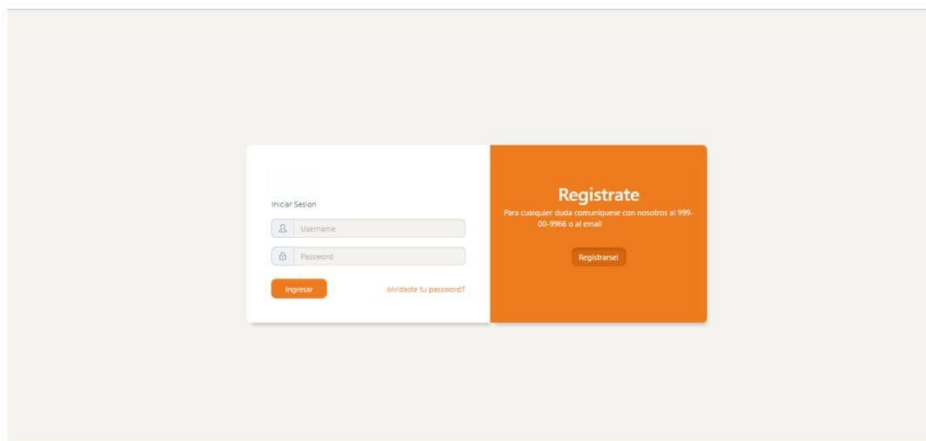 Iniciar Sesion
Username
Password
Ingresar
olvidaste tu password?
Registrate
Para cualquier duda comuniquese con nosotros al 999-
00-9966 o al email
Registrarse!